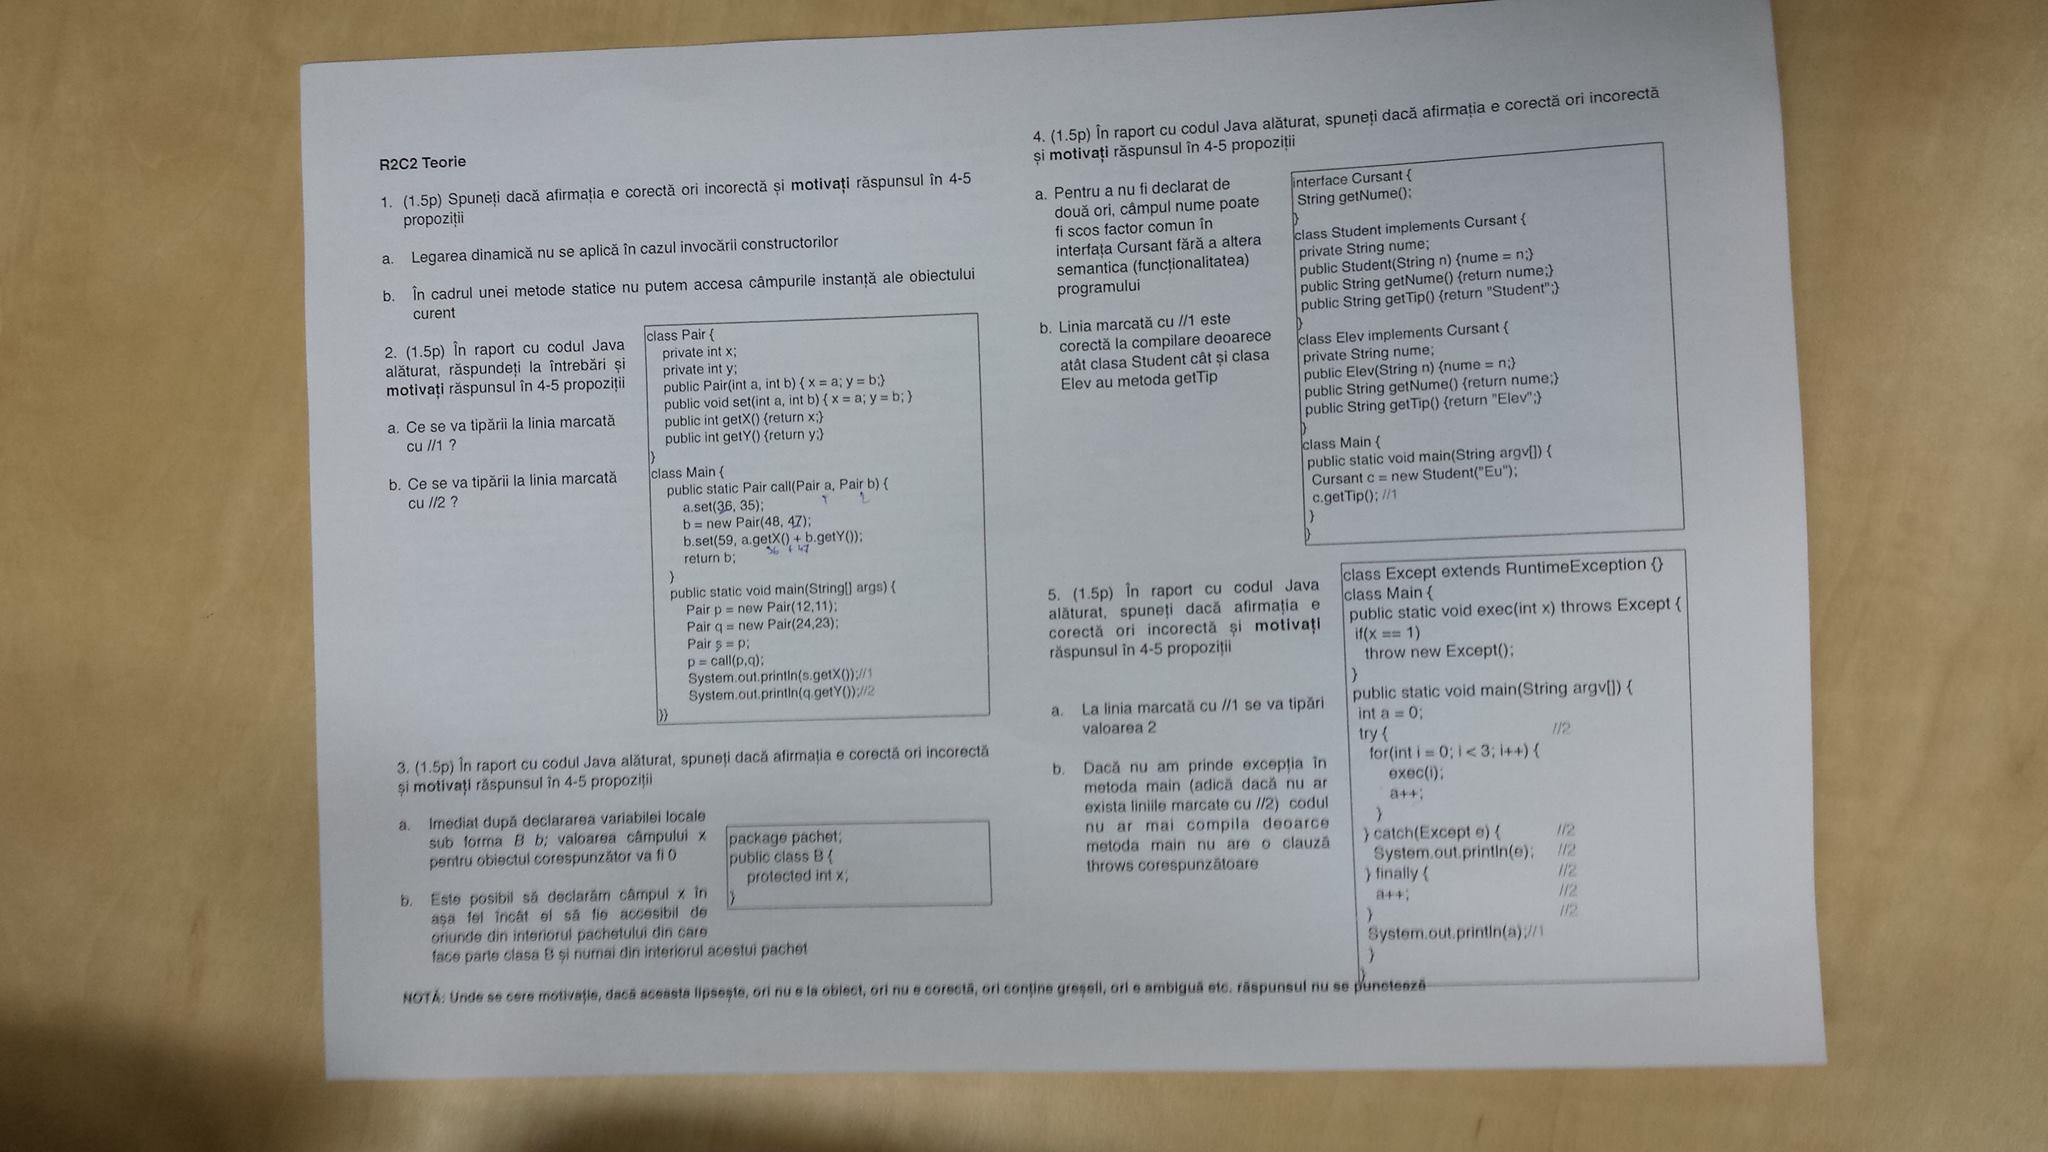 R2C2 Teorie
1. (1.5p) Spuneți dacă afirmația e corectă ori incorectă și motivați răspunsul în 4-5
propoziții
a. Legarea dinamică nu se aplică în cazul invocării constructorilor
b. În cadrul unei metode statice nu putem accesa câmpurile instanță ale obiectului
curent
2. (1.5p) În raport cu codul Java
alăturat, răspundeți la întrebări și
motivați răspunsul în 4-5 propoziții
a. Ce se va tipării la linia marcată
cu //1 ?
b. Ce se va tipării la linia marcată
cu //2 ?
class Pair {
private int x;
private int y;
public Pair(int a, int b) { x = a; y = b;}
public void set(int a, int b) { x = a; y = b; }
public int getX() {return x;}
public int getY() {return y;}
}
class Main {
public static Pair call(Pair a, Pair b) {
a.set(36, 35);
b = new Pair(48, 47);
b.set(59, a.getX() + b.getY());
36 + 47
return b;
}
public static void main(String[] args) {
Pair p = new Pair(12,11);
Pair q = new Pair(24,23);
Pair s = p;
p = call(p,q);
System.out.println(s.getX());//1
System.out.println(q.getY());//2
}}
3. (1.5p) În raport cu codul Java alăturat, spuneți dacă afirmația e corectă ori incorectă
și motivați răspunsul în 4-5 propoziții
a. Imediat după declararea variabilei locale
sub forma B b; valoarea câmpului x
pentru obiectul corespunzător va fi 0
b. Este posibil să declarăm câmpul x în
așa fel încât el să fie accesibil de
oriunde din interiorul pachetului din care
face parte clasa B și numai din interiorul acestui pachet
package pachet;
public class B {
protected int x;
}
4. (1.5p) În raport cu codul Java alăturat, spuneți dacă afirmația e corectă ori incorectă
și motivați răspunsul în 4-5 propoziții
a. Pentru a nu fi declarat de
două ori, câmpul nume poate
fi scos factor comun în
interfața Cursant fără a altera
semantica (funcționalitatea)
programului
b. Linia marcată cu //1 este
corectă la compilare deoarece
atât clasa Student cât și clasa
Elev au metoda getTip
interface Cursant {
String getNume();
}
class Student implements Cursant {
private String nume;
public Student(String n) {nume = n;}
public String getNume() {return nume;}
public String getTip() {return "Student";}
}
class Elev implements Cursant {
private String nume;
public Elev(String n) {nume = n;}
public String getNume() {return nume;}
public String getTip() {return "Elev";}
}
class Main {
public static void main(String argv[]) {
Cursant c = new Student("Eu");
c.getTip(); //1
}
}
5. (1.5p) În raport cu codul Java
alăturat, spuneți dacă afirmația e
corectă ori incorectă și motivați
răspunsul în 4-5 propoziții
a. La linia marcată cu //1 se va tipări
valoarea 2
b. Dacă nu am prinde excepția în
metoda main (adică dacă nu ar
exista liniile marcate cu //2) codul
nu ar mai compila deoarce
metoda main nu are o clauză
throws corespunzătoare
class Except extends RuntimeException {}
class Main {
public static void exec(int x) throws Except {
if(x == 1)
throw new Except();
}
public static void main(String argv[]) {
int a = 0;
try { //2
for(int i = 0; i < 3; i++) {
exec(i);
a++;
}
} catch(Except e) { //2
System.out.println(e); //2
} finally { //2
a++; //2
} //2
System.out.println(a);//1
}
}
NOTĂ: Unde se cere motivație, dacă aceasta lipsește, ori nu e la obiect, ori nu e corectă, ori conține greșeli, ori e ambiguă etc. răspunsul nu se punctează